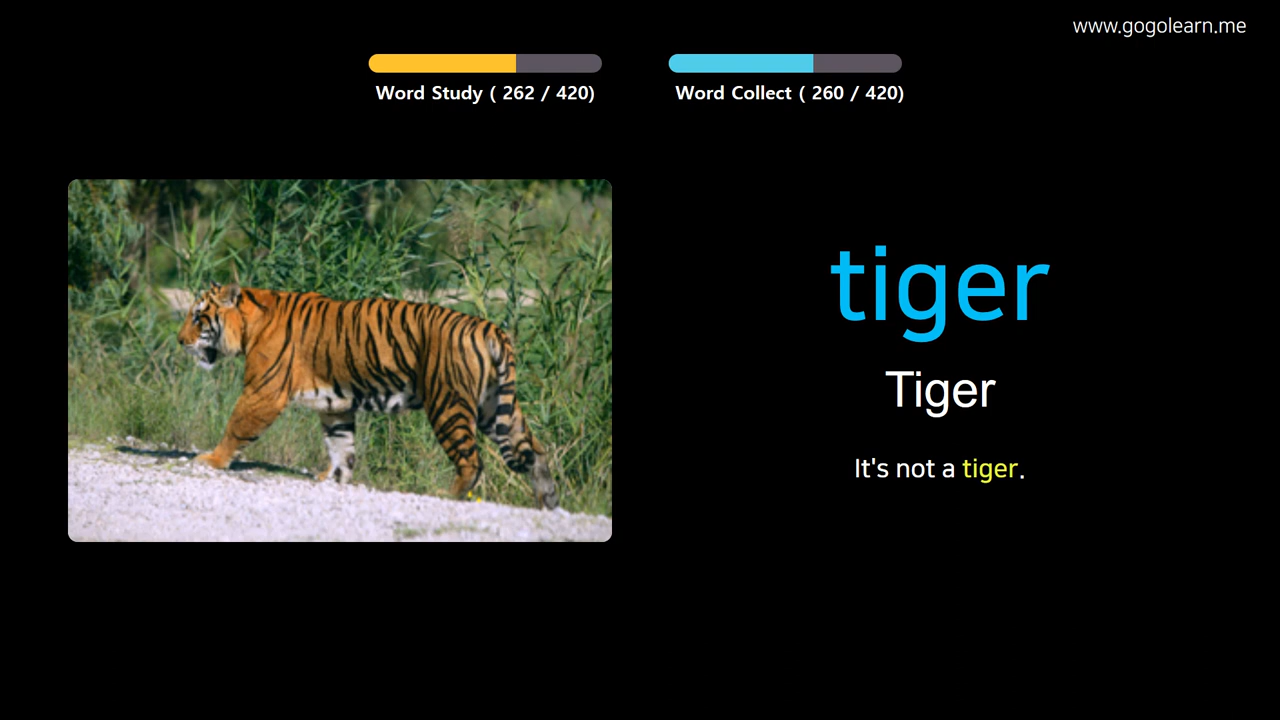 www.gogolearn.me
Word Study ( 262 / 420)
Word Collect ( 260 / 420)
tiger
Tiger
It's not a tiger.